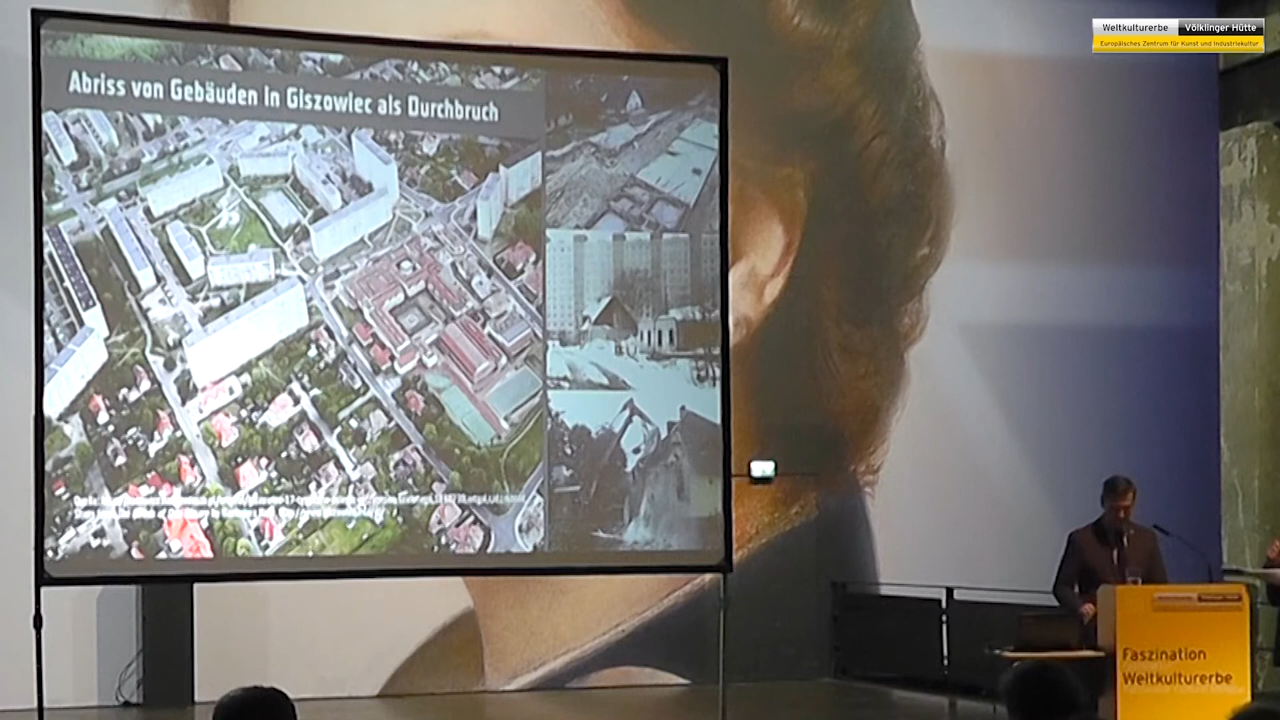 Weltkulturerbe Völklinger Hütte
Europäisches Zentrum für Kunst und Industriekultur
Abriss von Gebäuden in Giszowiec als Durchbruch
Faszination
Weltkulturerbe